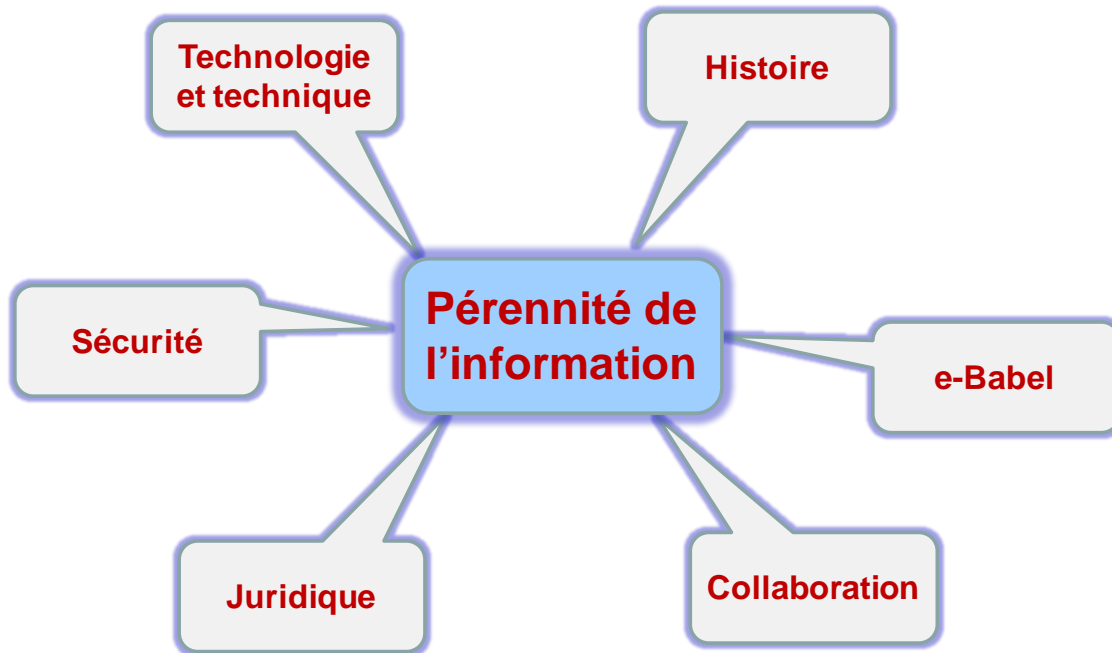 Technologie
et technique
Histoire
Pérennité de
l’information
Sécurité
e-Babel
Juridique
Collaboration